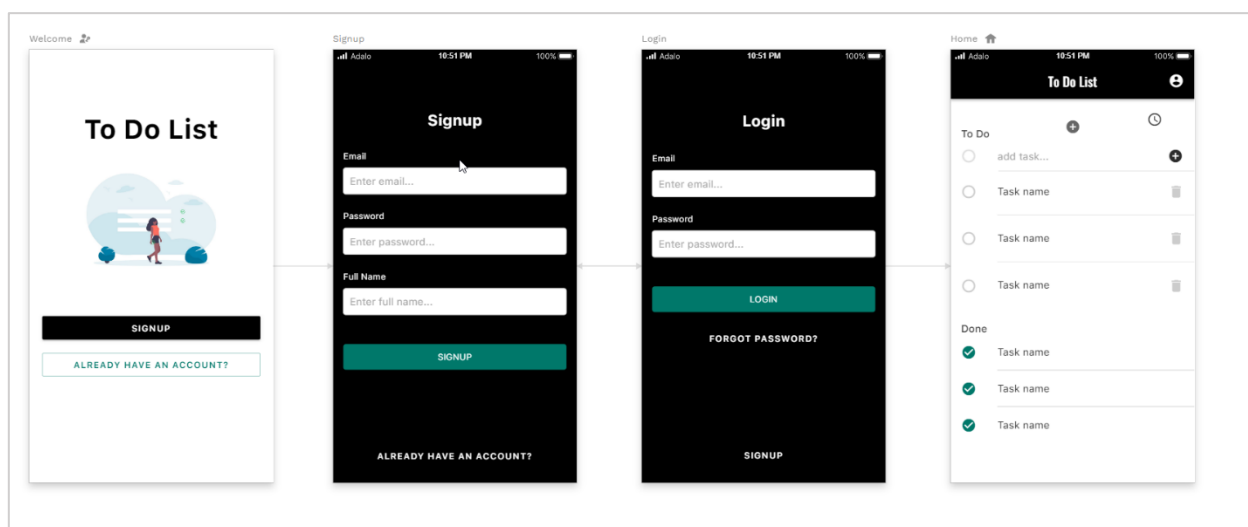 Welcome
To Do List
SIGNUP
ALREADY HAVE AN ACCOUNT?
Signup
Adalo 10:51 PM 100%
Signup
Email
Enter email...
Password
Enter password...
Full Name
Enter full name...
SIGNUP
ALREADY HAVE AN ACCOUNT?
Login
Adalo 10:51 PM 100%
Login
Email
Enter email...
Password
Enter password...
LOGIN
FORGOT PASSWORD?
SIGNUP
Home
Adalo 10:51 PM 100%
To Do List
To Do
add task...
Task name
Task name
Task name
Done
Task name
Task name
Task name